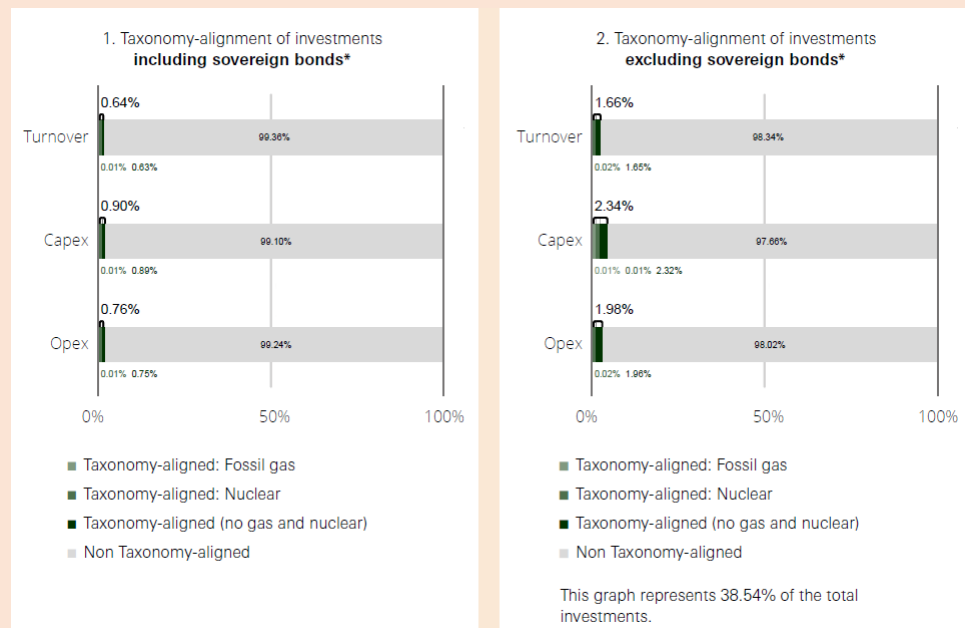 1. Taxonomy-alignment of investments
including sovereign bonds*
0.64%
Turnover
99.36%
0.01% 0.63%
0.90%
Capex
99.10%
0.01% 0.89%
0.76%
Opex
99.24%
0.01% 0.75%
0% 50% 100%
Taxonomy-aligned: Fossil gas
Taxonomy-aligned: Nuclear
Taxonomy-aligned (no gas and nuclear)
Non Taxonomy-aligned
2. Taxonomy-alignment of investments
excluding sovereign bonds*
1.66%
Turnover
98.34%
0.02% 1.65%
2.34%
Capex
97.66%
0.01% 0.01% 2.32%
1.98%
Opex
98.02%
0.02% 1.96%
0% 50% 100%
Taxonomy-aligned: Fossil gas
Taxonomy-aligned: Nuclear
Taxonomy-aligned (no gas and nuclear)
Non Taxonomy-aligned
This graph represents 38.54% of the total
investments.